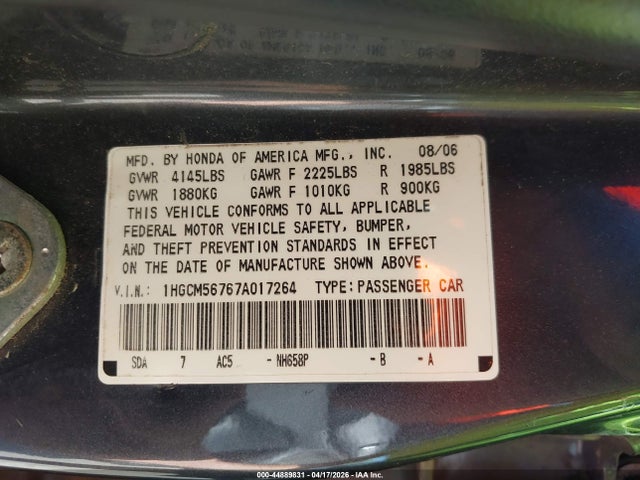 MFD. BY HONDA OF AMERICA MFG., INC. 08/06
GVWR 4145LBS GAWR F 2225LBS R 1985LBS
GVWR 1880KG GAWR F 1010KG R 900KG
THIS VEHICLE CONFORMS TO ALL APPLICABLE
FEDERAL MOTOR VEHICLE SAFETY, BUMPER,
AND THEFT PREVENTION STANDARDS IN EFFECT
ON THE DATE OF MANUFACTURE SHOWN ABOVE.
V.I.N.: 1HGCM56767A017264 TYPE: PASSENGER CAR
SDA 7 AC5 - NH658P - B - A
000-44889831 - 04/17/2026 - IAA Inc.